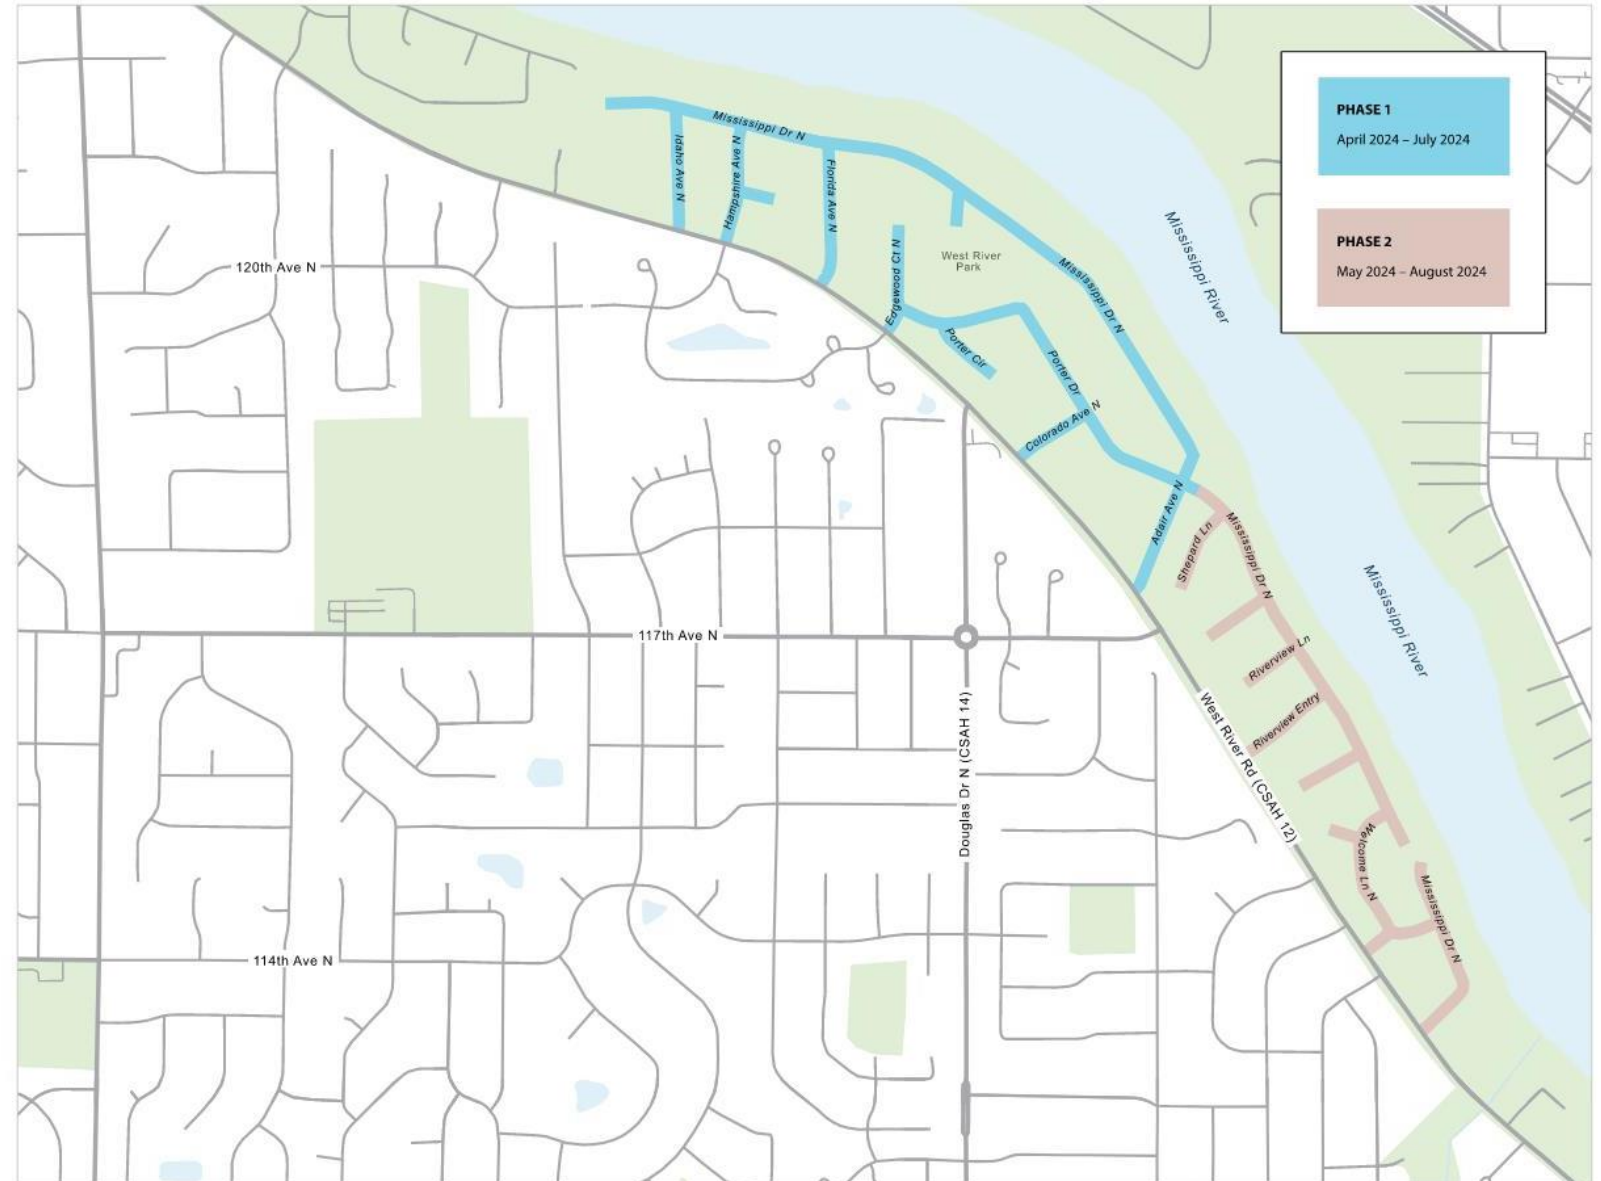 PHASE 1
April 2024 – July 2024
PHASE 2
May 2024 – August 2024
Mississippi Dr N
Idaho Ave N
Hampshire Ave N
Florida Ave N
Edgewood Ct N
West River
Park
Mississippi Dr N
Mississippi River
120th Ave N
Porter Cir
Porter Dr
Colorado Ave N
Adair Ave N
Shepard Ln
Mississippi Dr N
Mississippi River
117th Ave N
Riverview Ln
Riverview Entry
West River Rd (CSAH 12)
Douglas Dr N (CSAH 14)
Welcome Ln N
Mississippi Dr N
114th Ave N